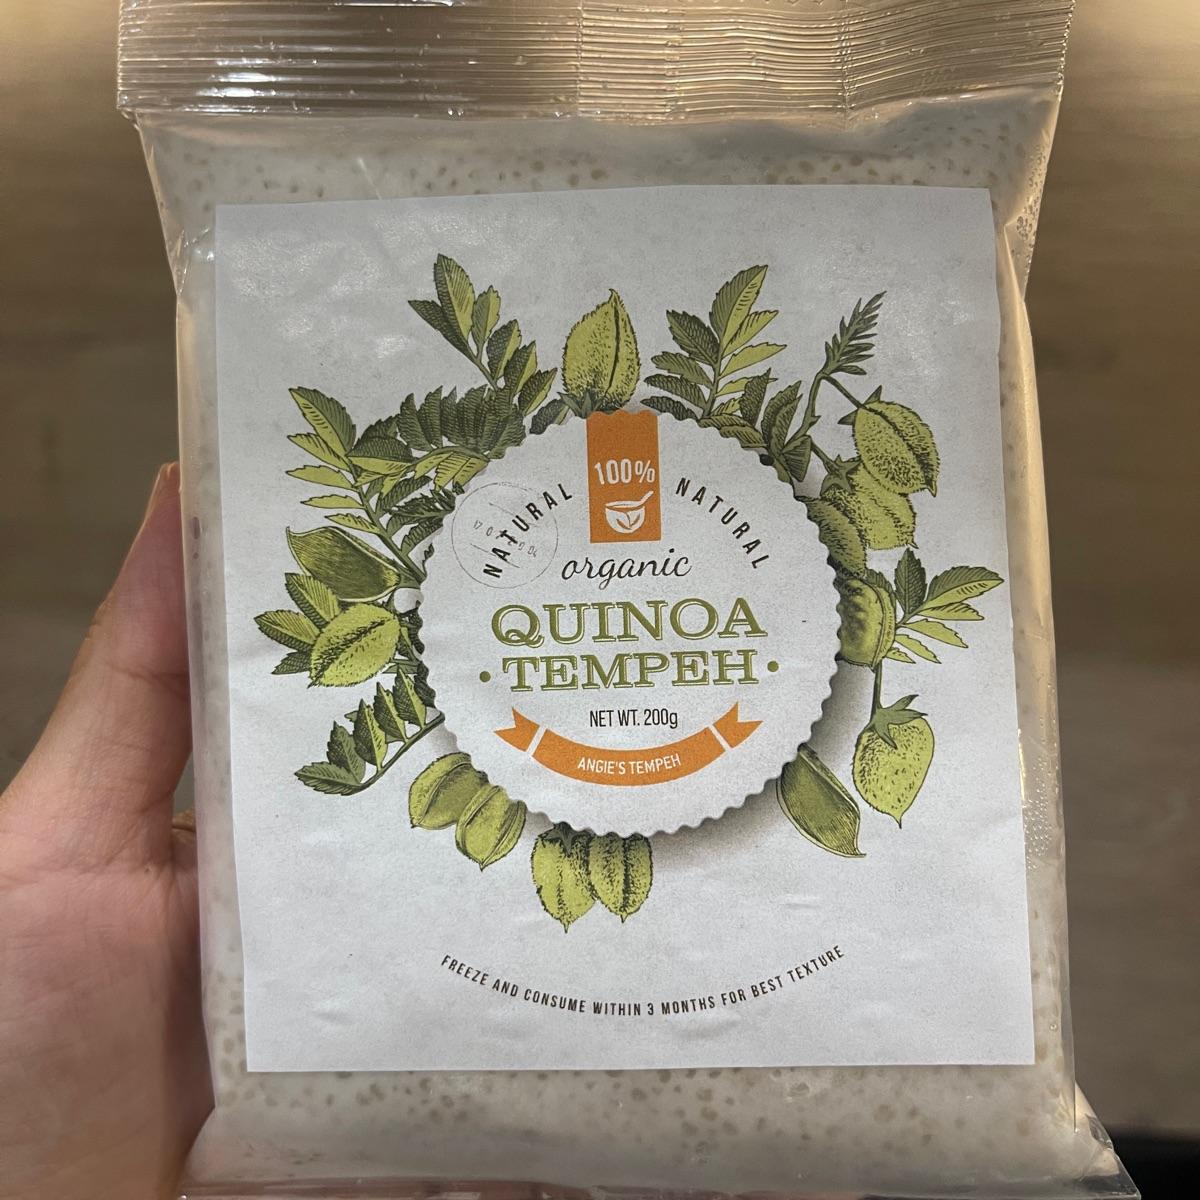 100%
NATURAL NATURAL
organic
QUINOA
• TEMPEH •
NET WT. 200g
ANGIE'S TEMPEH
FREEZE AND CONSUME WITHIN 3 MONTHS FOR BEST TEXTURE